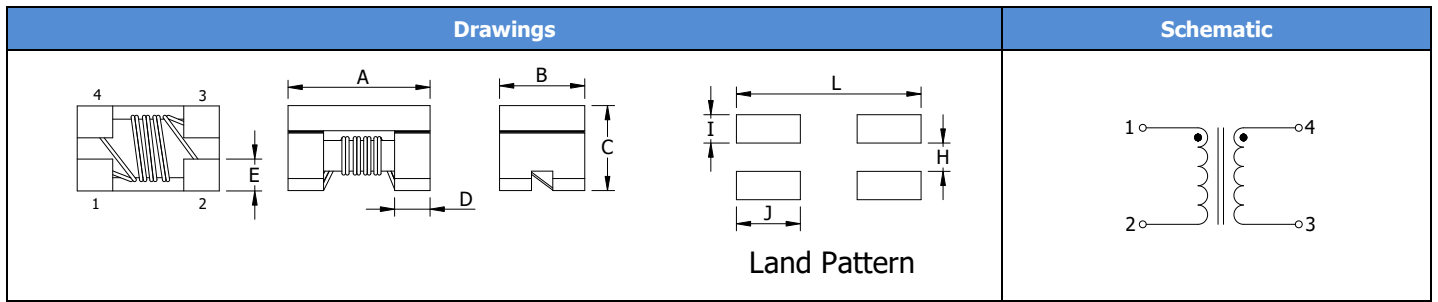 Drawings
Schematic
4 3
1 2
E
A
D
B
C
L
I
H
J
Land Pattern
1 4
2 3